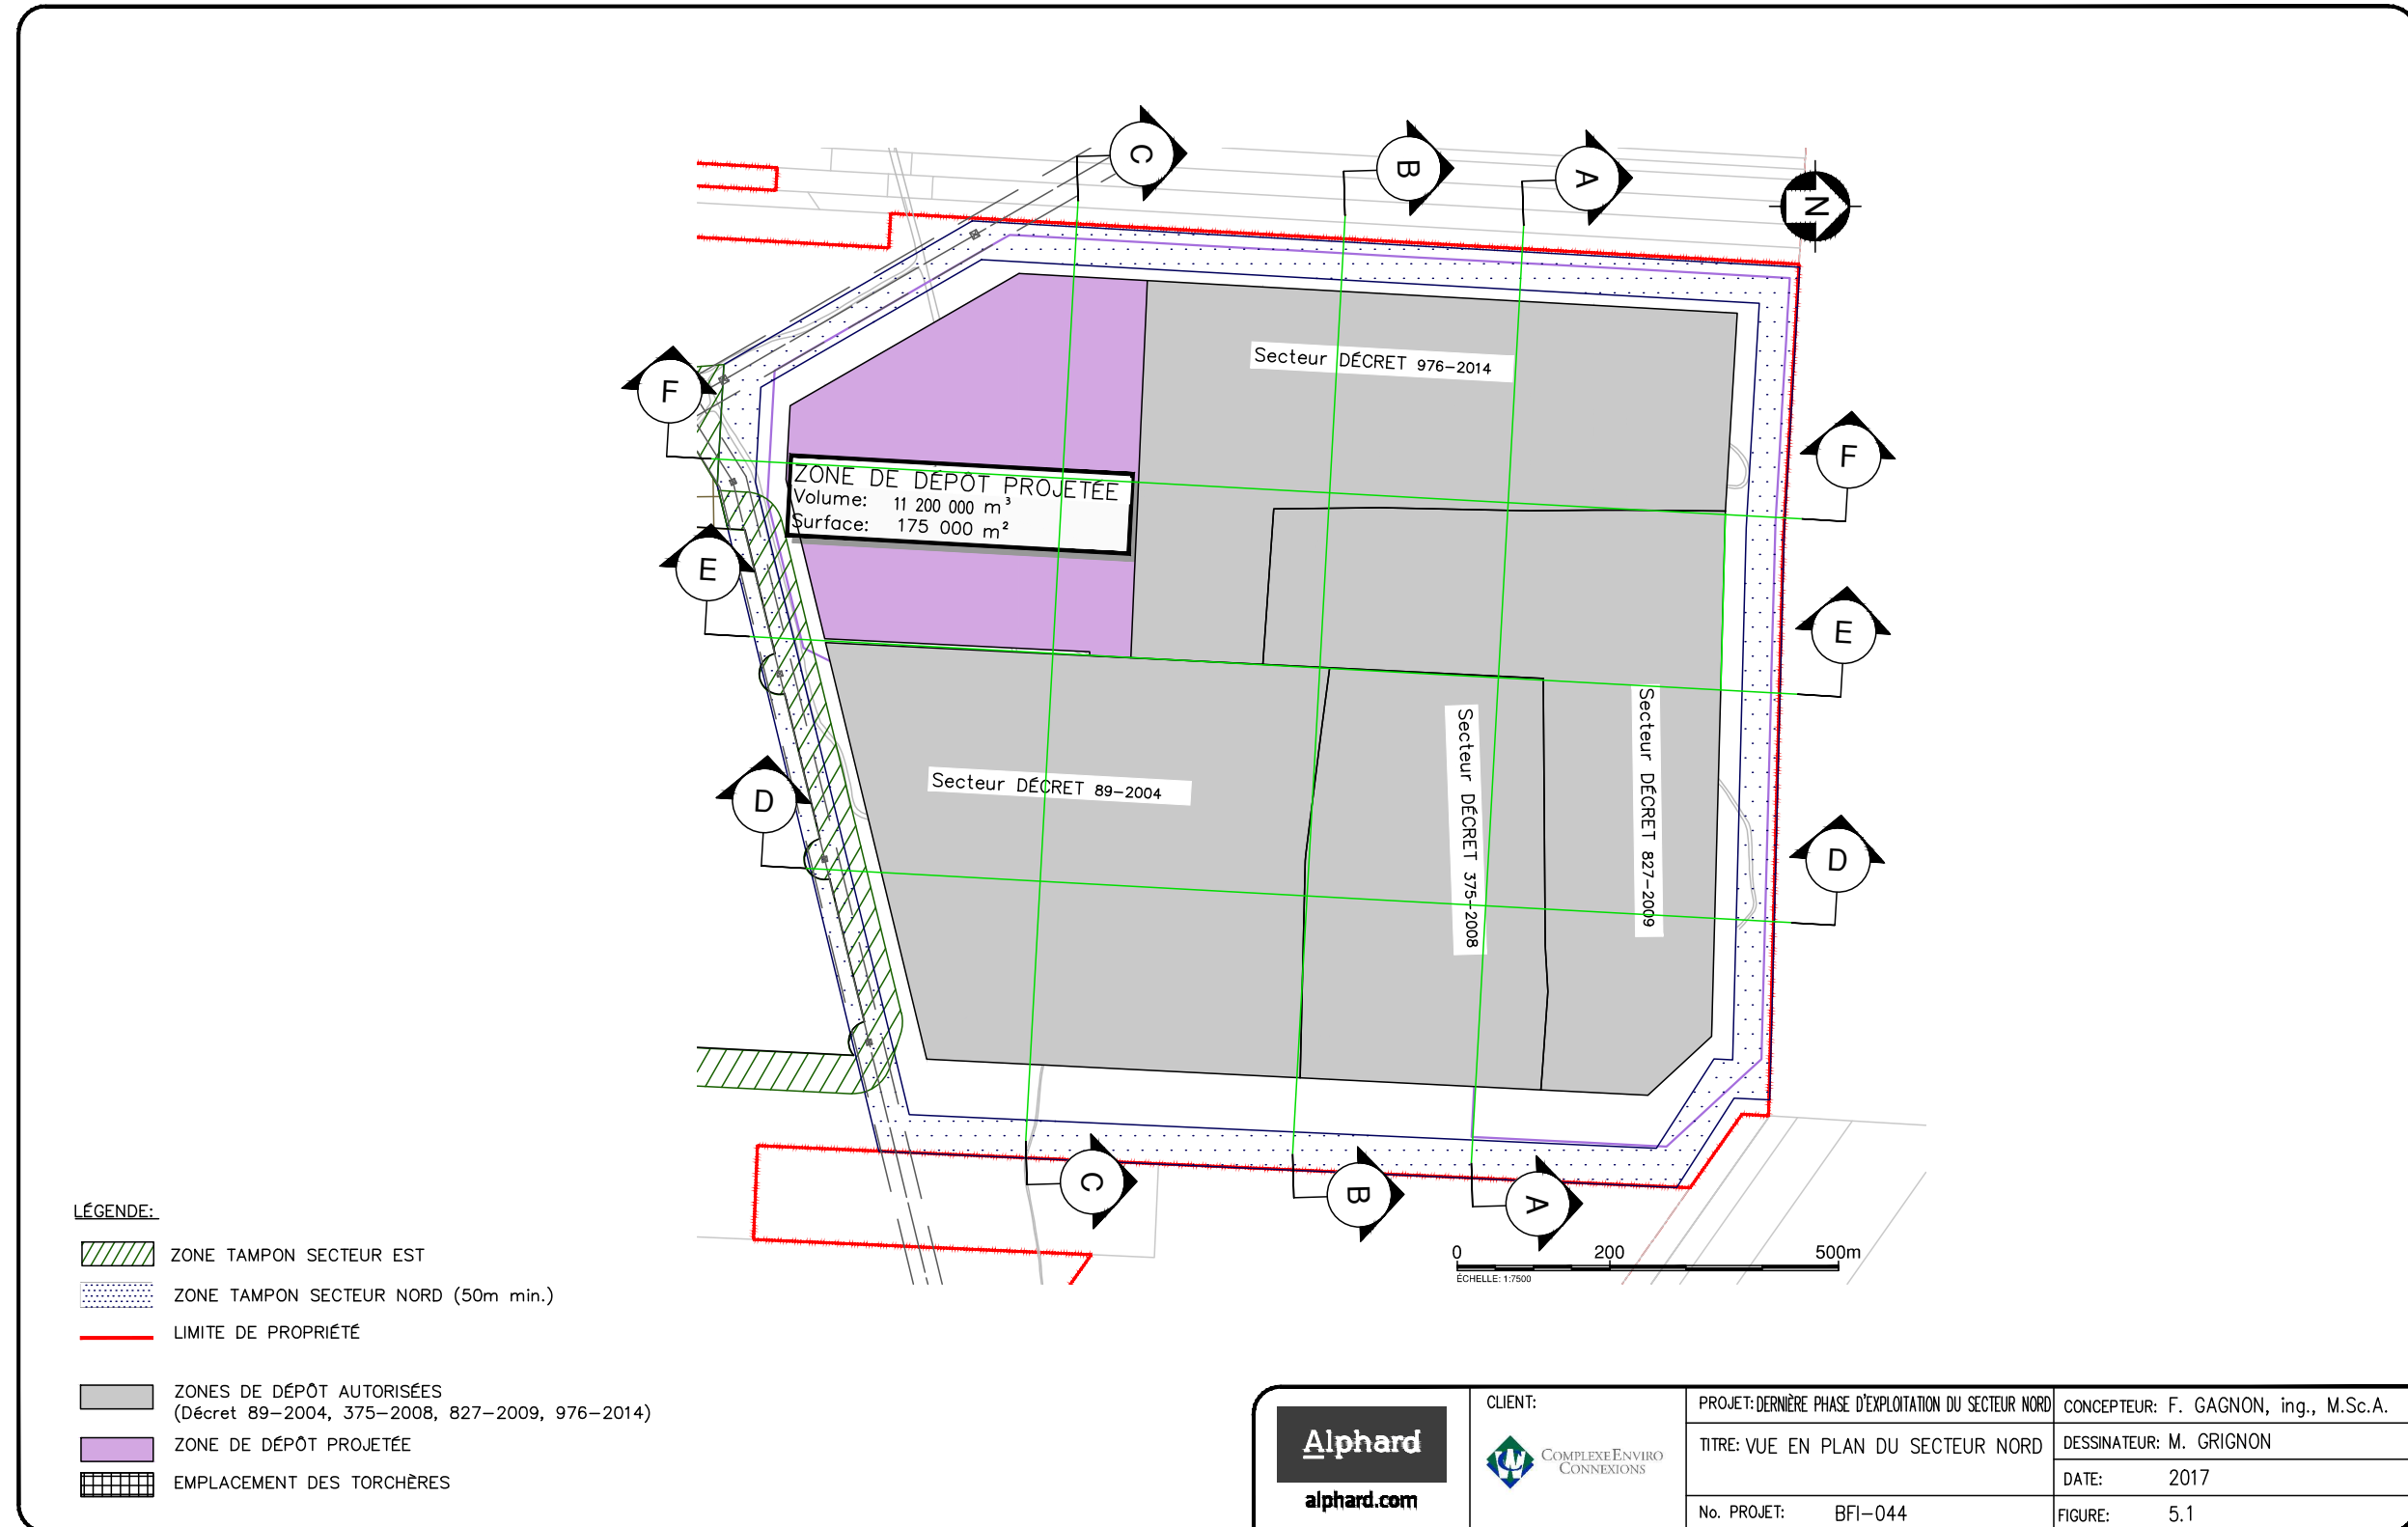 C
B
A
N
Secteur DÉCRET 976-2014
F
F
ZONE DE DÉPÔT PROJETÉE
Volume: 11 200 000 m³
Surface: 175 000 m²
E
E
Secteur DÉCRET 89-2004
Secteur DÉCRET 375-2008
Secteur DÉCRET 827-2009
D
D
C
B
A
0 200 500m
ÉCHELLE: 1:7500
LÉGENDE:
ZONE TAMPON SECTEUR EST
ZONE TAMPON SECTEUR NORD (50m min.)
LIMITE DE PROPRIÉTÉ
ZONES DE DÉPÔT AUTORISÉES
(Décret 89-2004, 375-2008, 827-2009, 976-2014)
ZONE DE DÉPÔT PROJETÉE
EMPLACEMENT DES TORCHÈRES
Alphard
alphard.com
CLIENT:
COMPLEXE ENVIRO
CONNEXIONS
PROJET: DERNIÈRE PHASE D'EXPLOITATION DU SECTEUR NORD
TITRE: VUE EN PLAN DU SECTEUR NORD
No. PROJET: BFI-044
CONCEPTEUR: F. GAGNON, ing., M.Sc.A.
DESSINATEUR: M. GRIGNON
DATE: 2017
FIGURE: 5.1